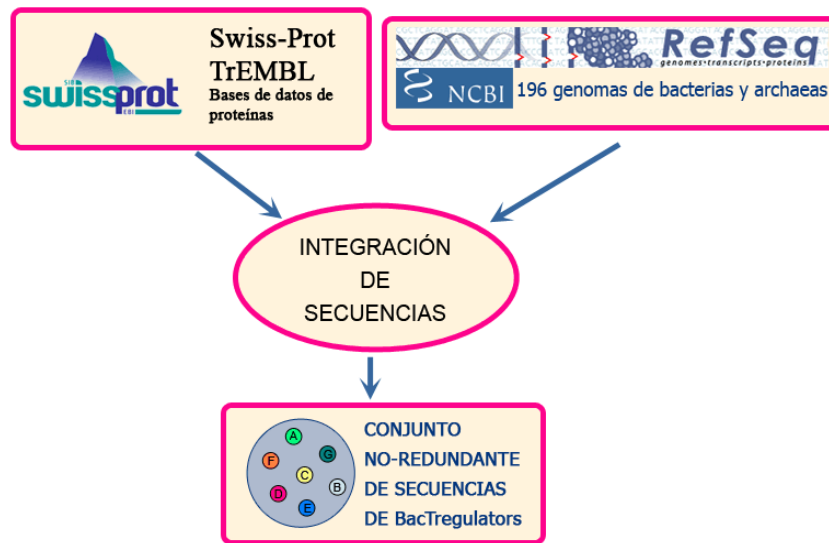 SIB
swissprot
EBI
Swiss-Prot
TrEMBL
Bases de datos de
proteínas
RefSeq
genomes·transcripts·proteins
NCBI
196 genomas de bacterias y archaeas
INTEGRACIÓN
DE
SECUENCIAS
A
F
G
C
B
D
E
CONJUNTO
NO-REDUNDANTE
DE SECUENCIAS
DE BacTregulators